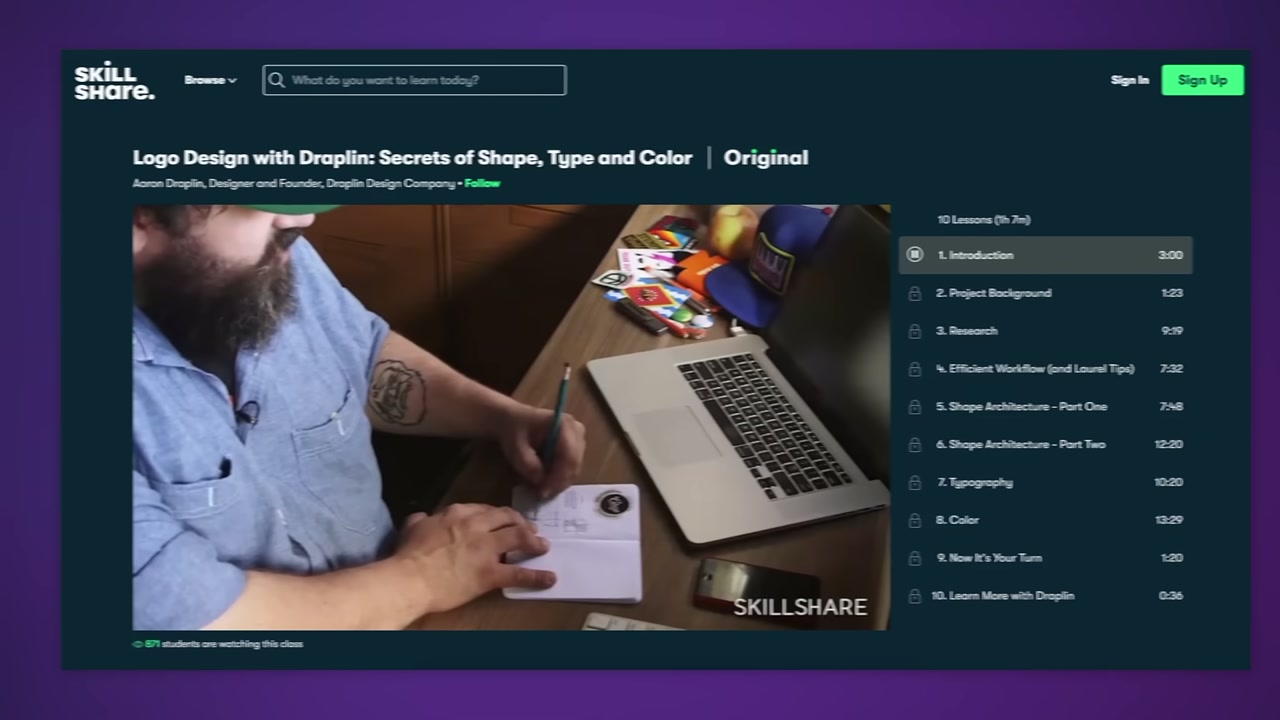 SKILL
SHARE.
Browse
What do you want to learn today?
Sign In
Sign Up
Logo Design with Draplin: Secrets of Shape, Type and Color | Original
Aaron Draplin, Designer and Founder, Draplin Design Company • Follow
10 Lessons (1h 7m)
1. Introduction 3:00
2. Project Background 1:23
3. Research 9:19
4. Efficient Workflow (and Laurel Tips) 7:32
5. Shape Architecture - Part One 7:48
6. Shape Architecture - Part Two 12:20
7. Typography 10:20
8. Color 13:29
9. Now It's Your Turn 1:20
10. Learn More with Draplin 0:36
SKILLSHARE
871 students are watching this class